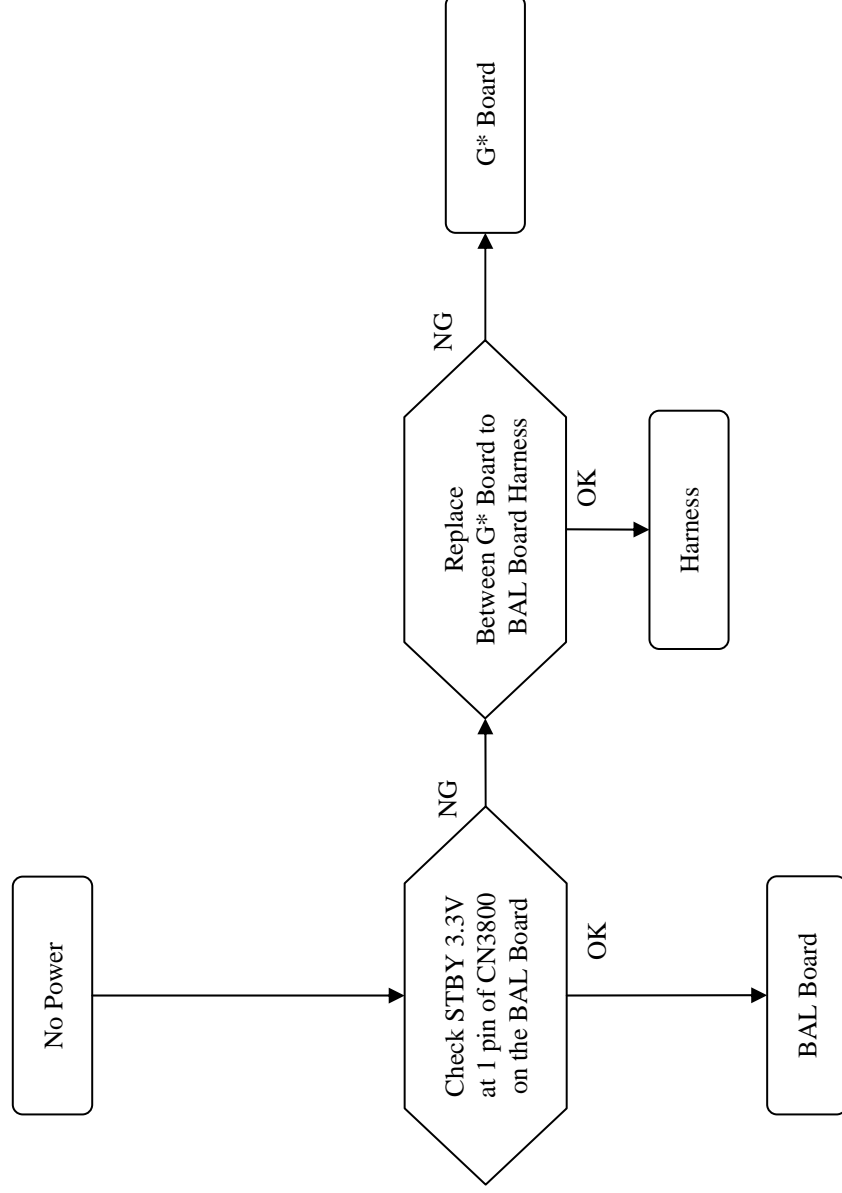 No Power
Check STBY 3.3V
at 1 pin of CN3800
on the BAL Board
NG
OK
BAL Board
Replace
Between G* Board to
BAL Board Harness
NG
OK
Harness
G* Board